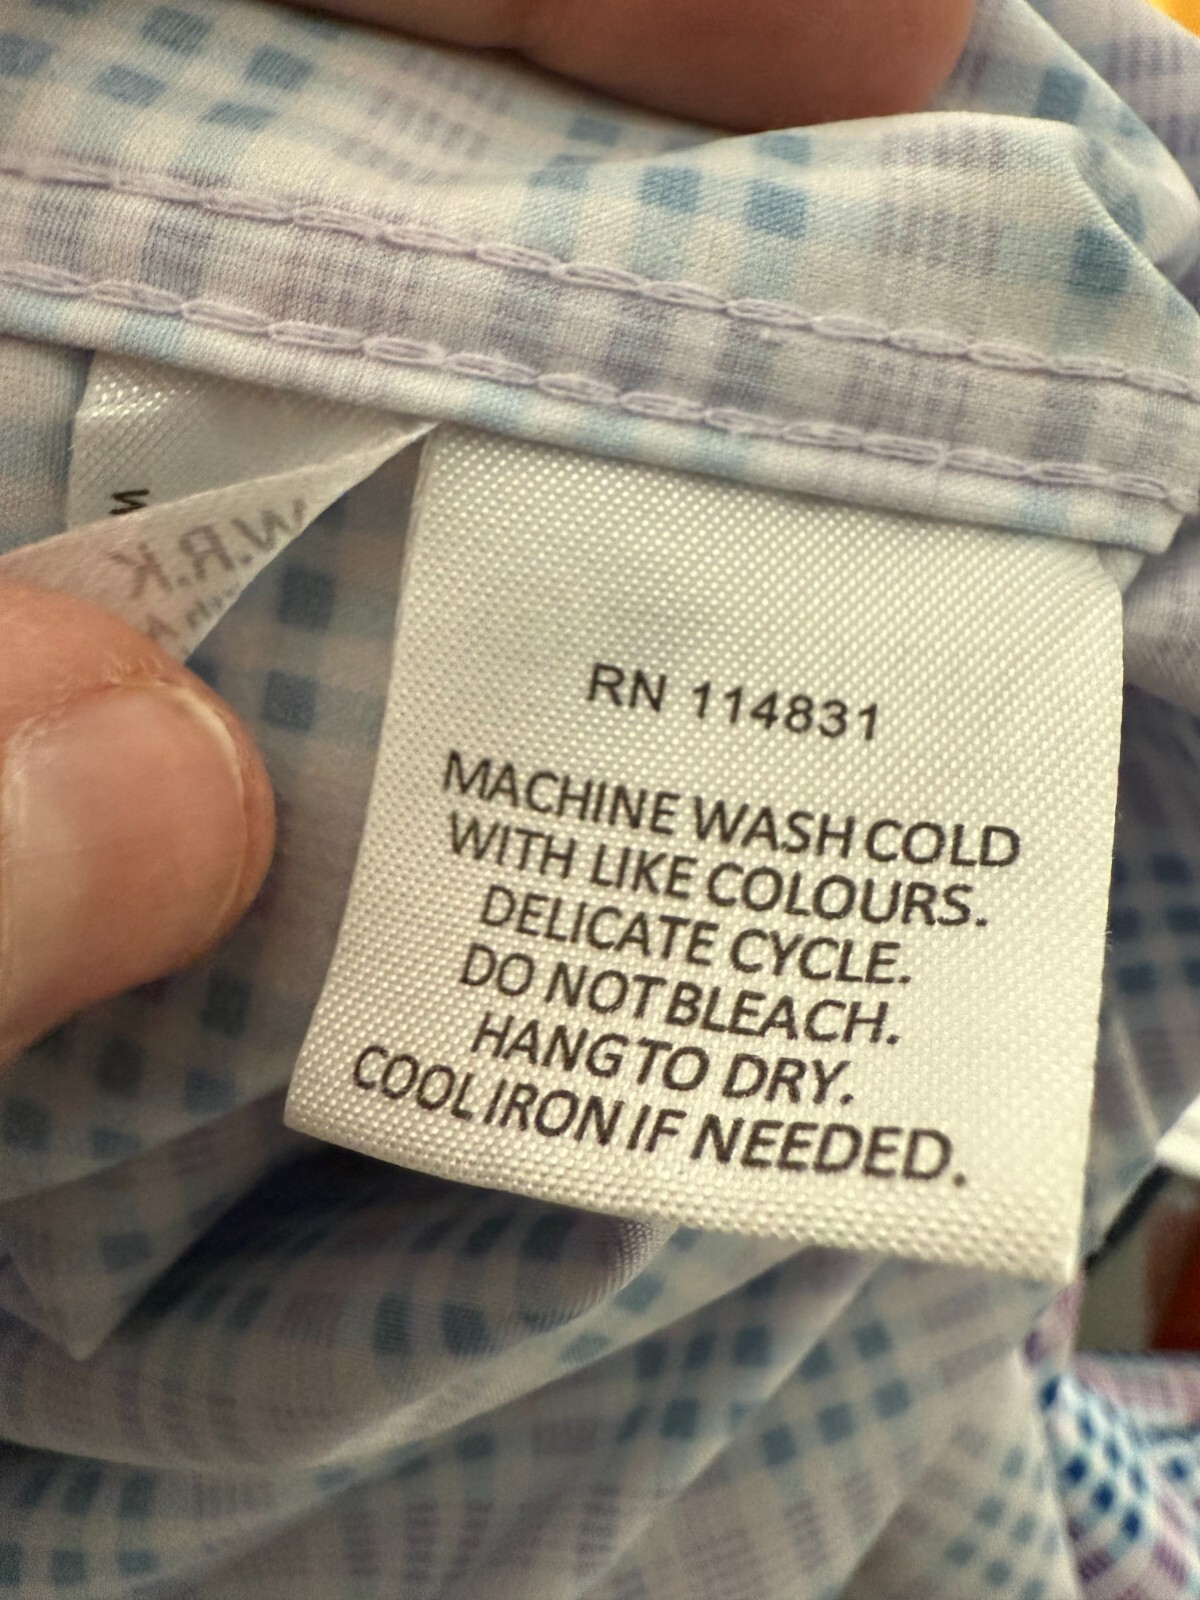 W.R.K
RN 114831
MACHINE WASH COLD
WITH LIKE COLOURS.
DELICATE CYCLE.
DO NOT BLEACH.
HANG TO DRY.
COOL IRON IF NEEDED.